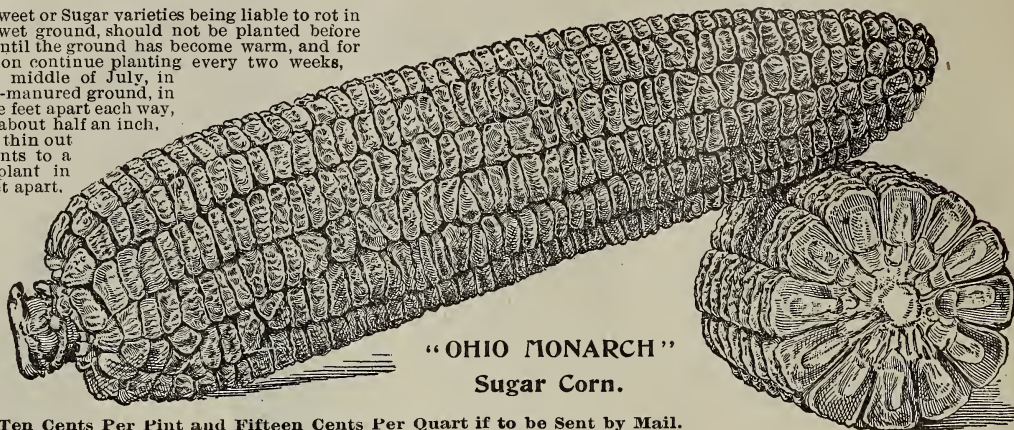 weet or Sugar varieties being liable to rot in
wet ground, should not be planted before
ntil the ground has become warm, and for
on continue planting every two weeks,
middle of July, in
-manured ground, in
e feet apart each way,
about half an inch,
thin out
nts to a
plant in
t apart.
“OHIO MONARCH”
Sugar Corn.
Ten Cents Per Pint and Fifteen Cents Per Quart if to be Sent by Mail.